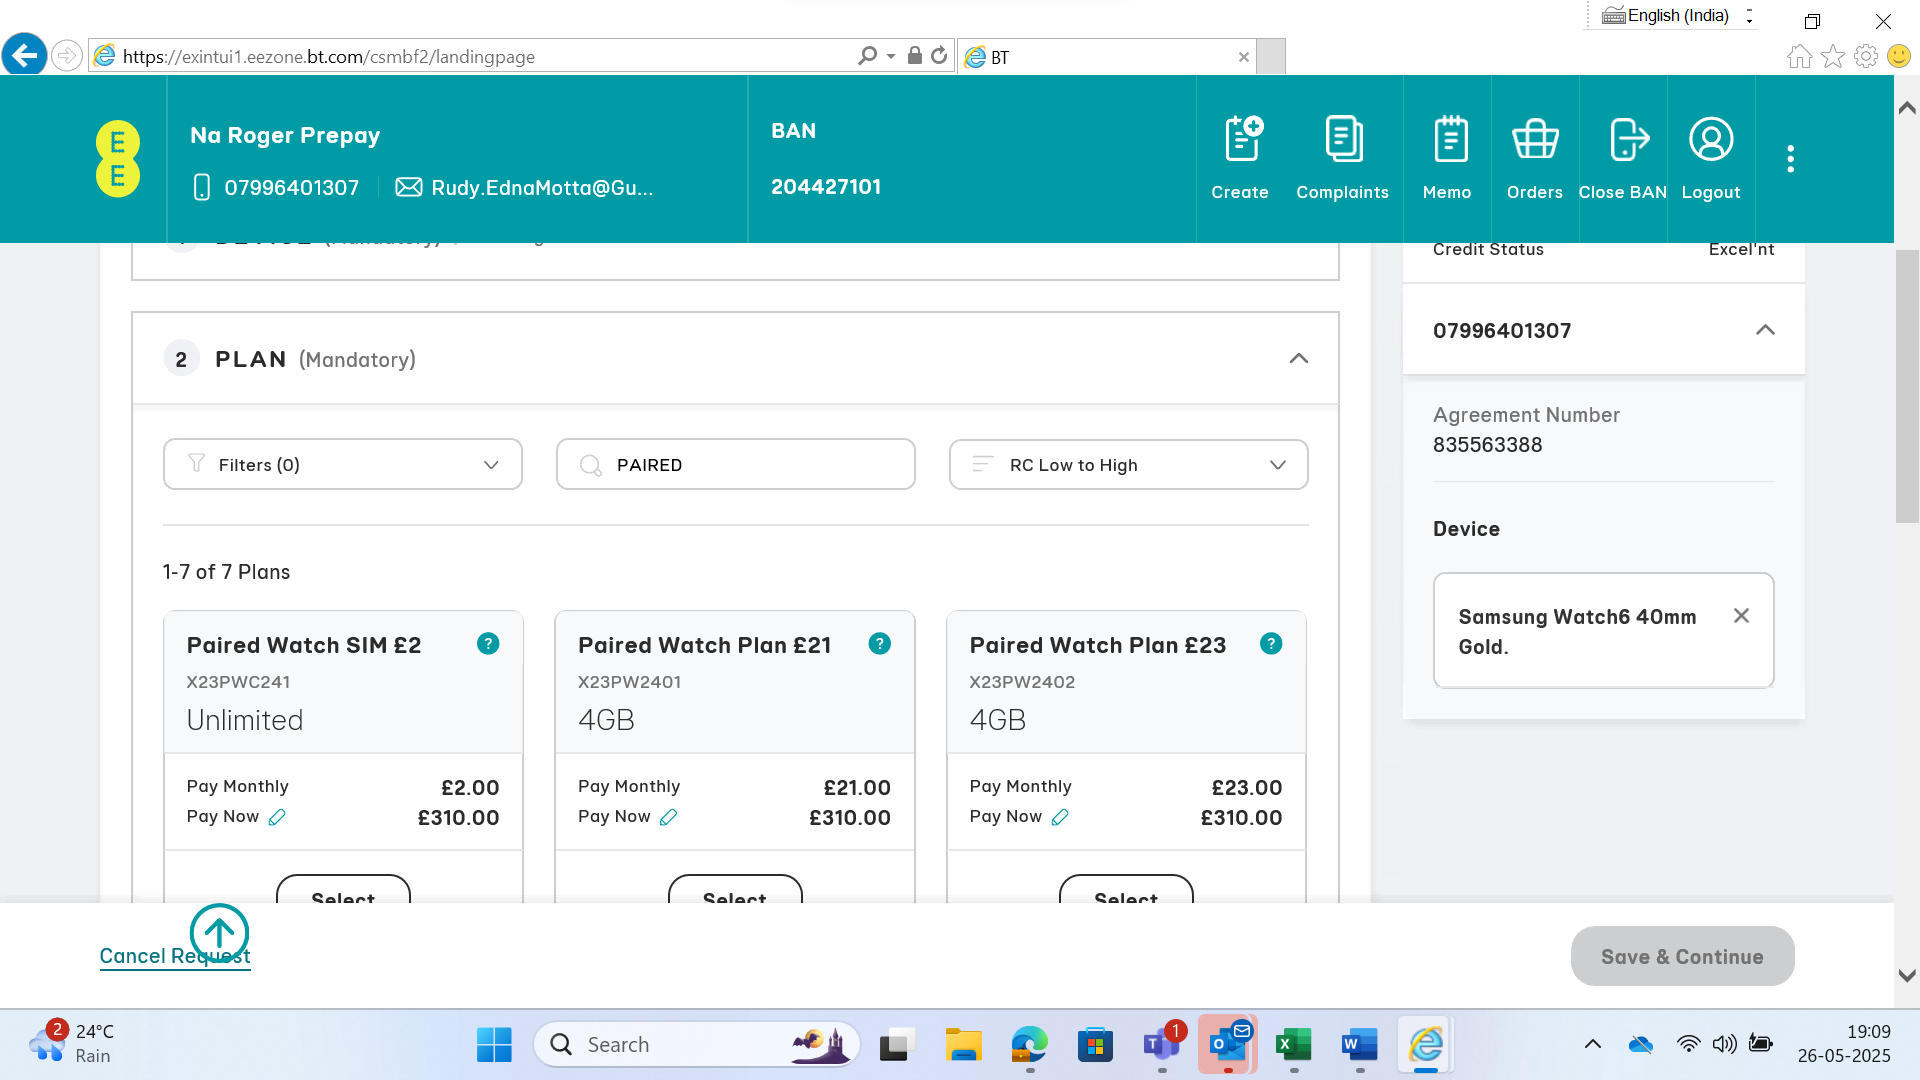 English (India)
https://exintui1.eezone.bt.com/csmbf2/landingpage
BT
E
E
Na Roger Prepay
07996401307
Rudy.EdnaMotta@Gu...
BAN
204427101
Create
Complaints
Memo
Orders
Close BAN
Logout
Credit Status
Excel'nt
2 PLAN (Mandatory)
Filters (0)
PAIRED
RC Low to High
1-7 of 7 Plans
Paired Watch SIM £2 ?
X23PWC241
Unlimited
Pay Monthly £2.00
Pay Now £310.00
Select
Paired Watch Plan £21 ?
X23PW2401
4GB
Pay Monthly £21.00
Pay Now £310.00
Select
Paired Watch Plan £23 ?
X23PW2402
4GB
Pay Monthly £23.00
Pay Now £310.00
Select
07996401307
Agreement Number
835563388
Device
Samsung Watch6 40mm
Gold.
Cancel Request
Save & Continue
2
24°C
Rain
Search
1
19:09
26-05-2025